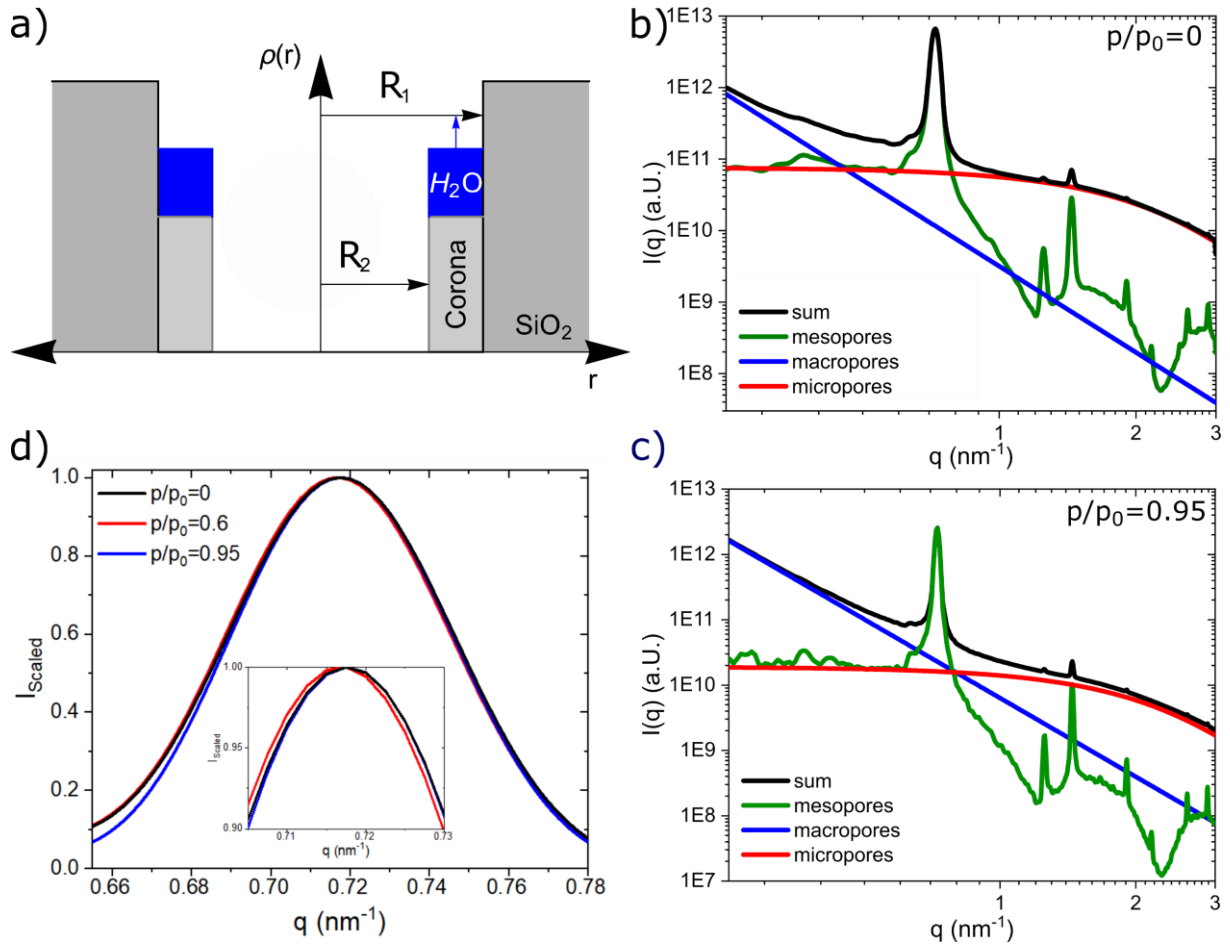 a)
ρ(r)
R₁
H₂O
R₂
Corona
SiO₂
r
b)
p/p₀=0
1E13
1E12
1E11
1E10
1E9
1E8
I(q) (a.U.)
sum
mesopores
macropores
micropores
1
2
3
q (nm⁻¹)
d)
1.0
0.8
0.6
0.4
0.2
0.0
I_Scaled
p/p₀=0
p/p₀=0.6
p/p₀=0.95
1.00
0.95
0.90
I_Scaled
0.71
0.72
0.73
q (nm⁻¹)
0.66
0.68
0.70
0.72
0.74
0.76
0.78
q (nm⁻¹)
c)
p/p₀=0.95
1E13
1E12
1E11
1E10
1E9
1E8
1E7
I(q) (a.U.)
sum
mesopores
macropores
micropores
1
2
3
q (nm⁻¹)